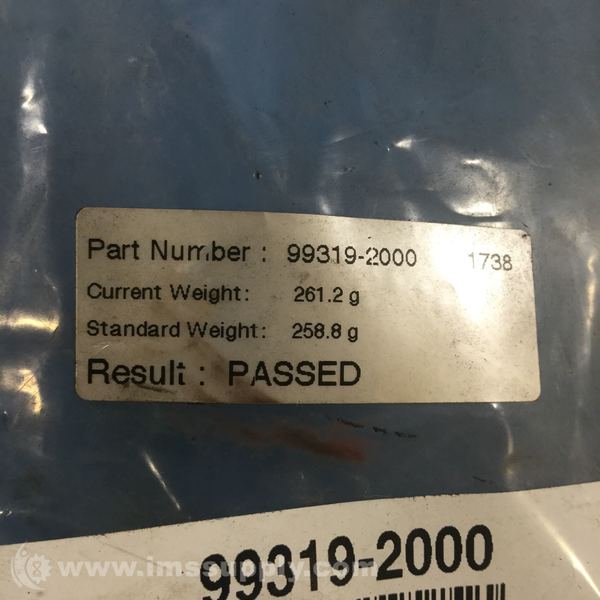 Part Number : 99319-2000 1738
Current Weight: 261.2 g
Standard Weight: 258.8 g
Result : PASSED
99319-2000
www.imssupply.com